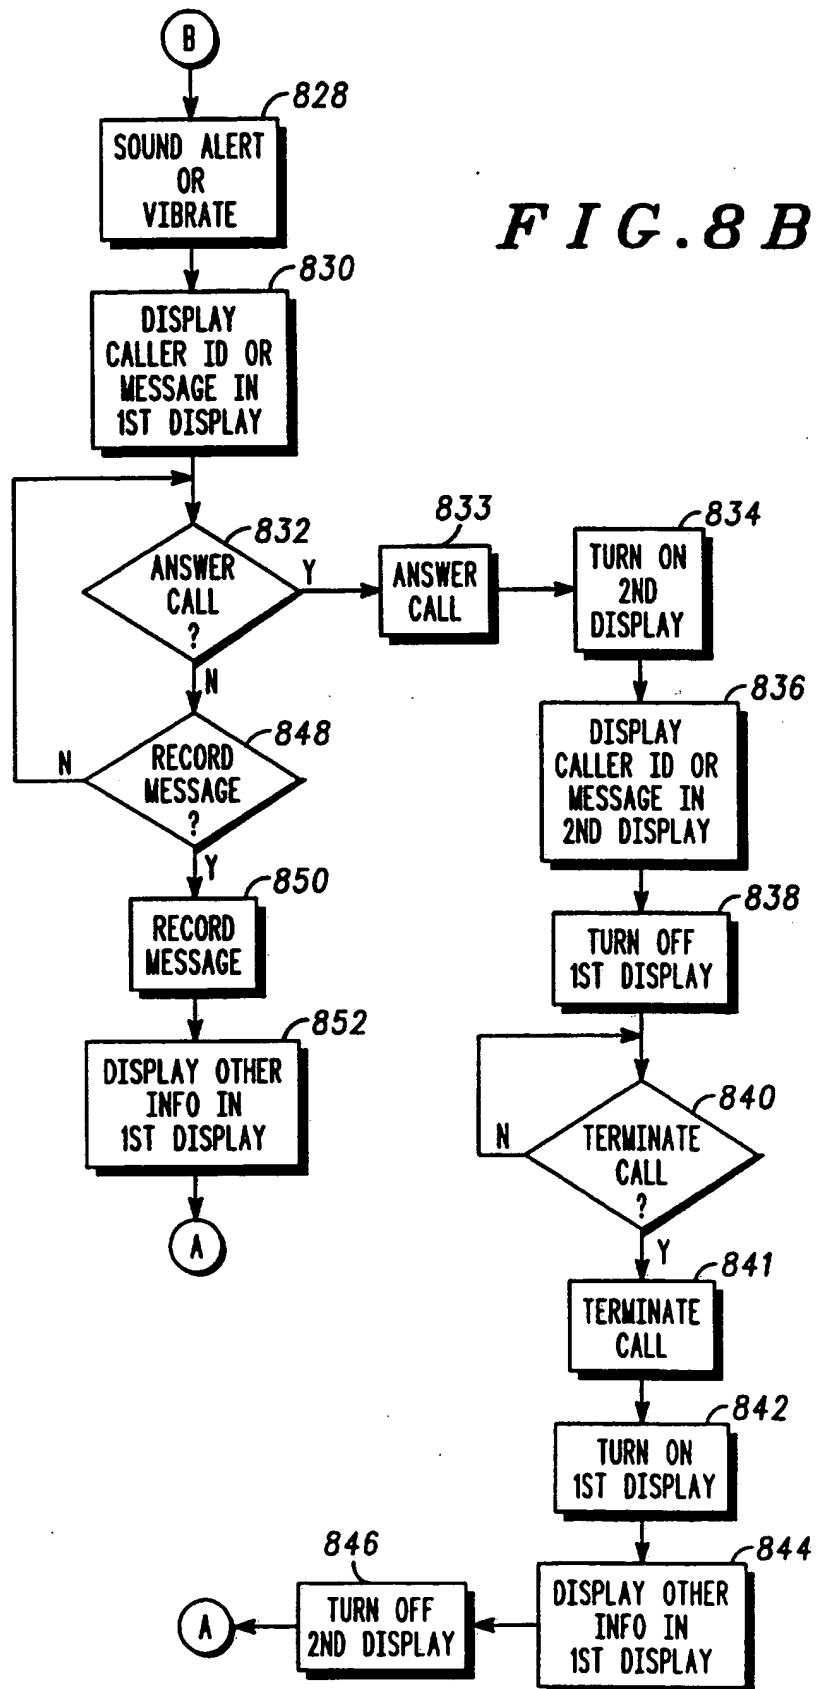 B
828
SOUND ALERT
OR
VIBRATE
FIG.8B
830
DISPLAY
CALLER ID OR
MESSAGE IN
1ST DISPLAY
832
ANSWER
CALL
?
Y
N
833
ANSWER
CALL
834
TURN ON
2ND
DISPLAY
836
DISPLAY
CALLER ID OR
MESSAGE IN
2ND DISPLAY
848
RECORD
MESSAGE
?
N
Y
850
RECORD
MESSAGE
838
TURN OFF
1ST DISPLAY
852
DISPLAY OTHER
INFO IN
1ST DISPLAY
A
840
TERMINATE
CALL
?
N
Y
841
TERMINATE
CALL
842
TURN ON
1ST DISPLAY
844
DISPLAY OTHER
INFO IN
1ST DISPLAY
846
TURN OFF
2ND DISPLAY
A